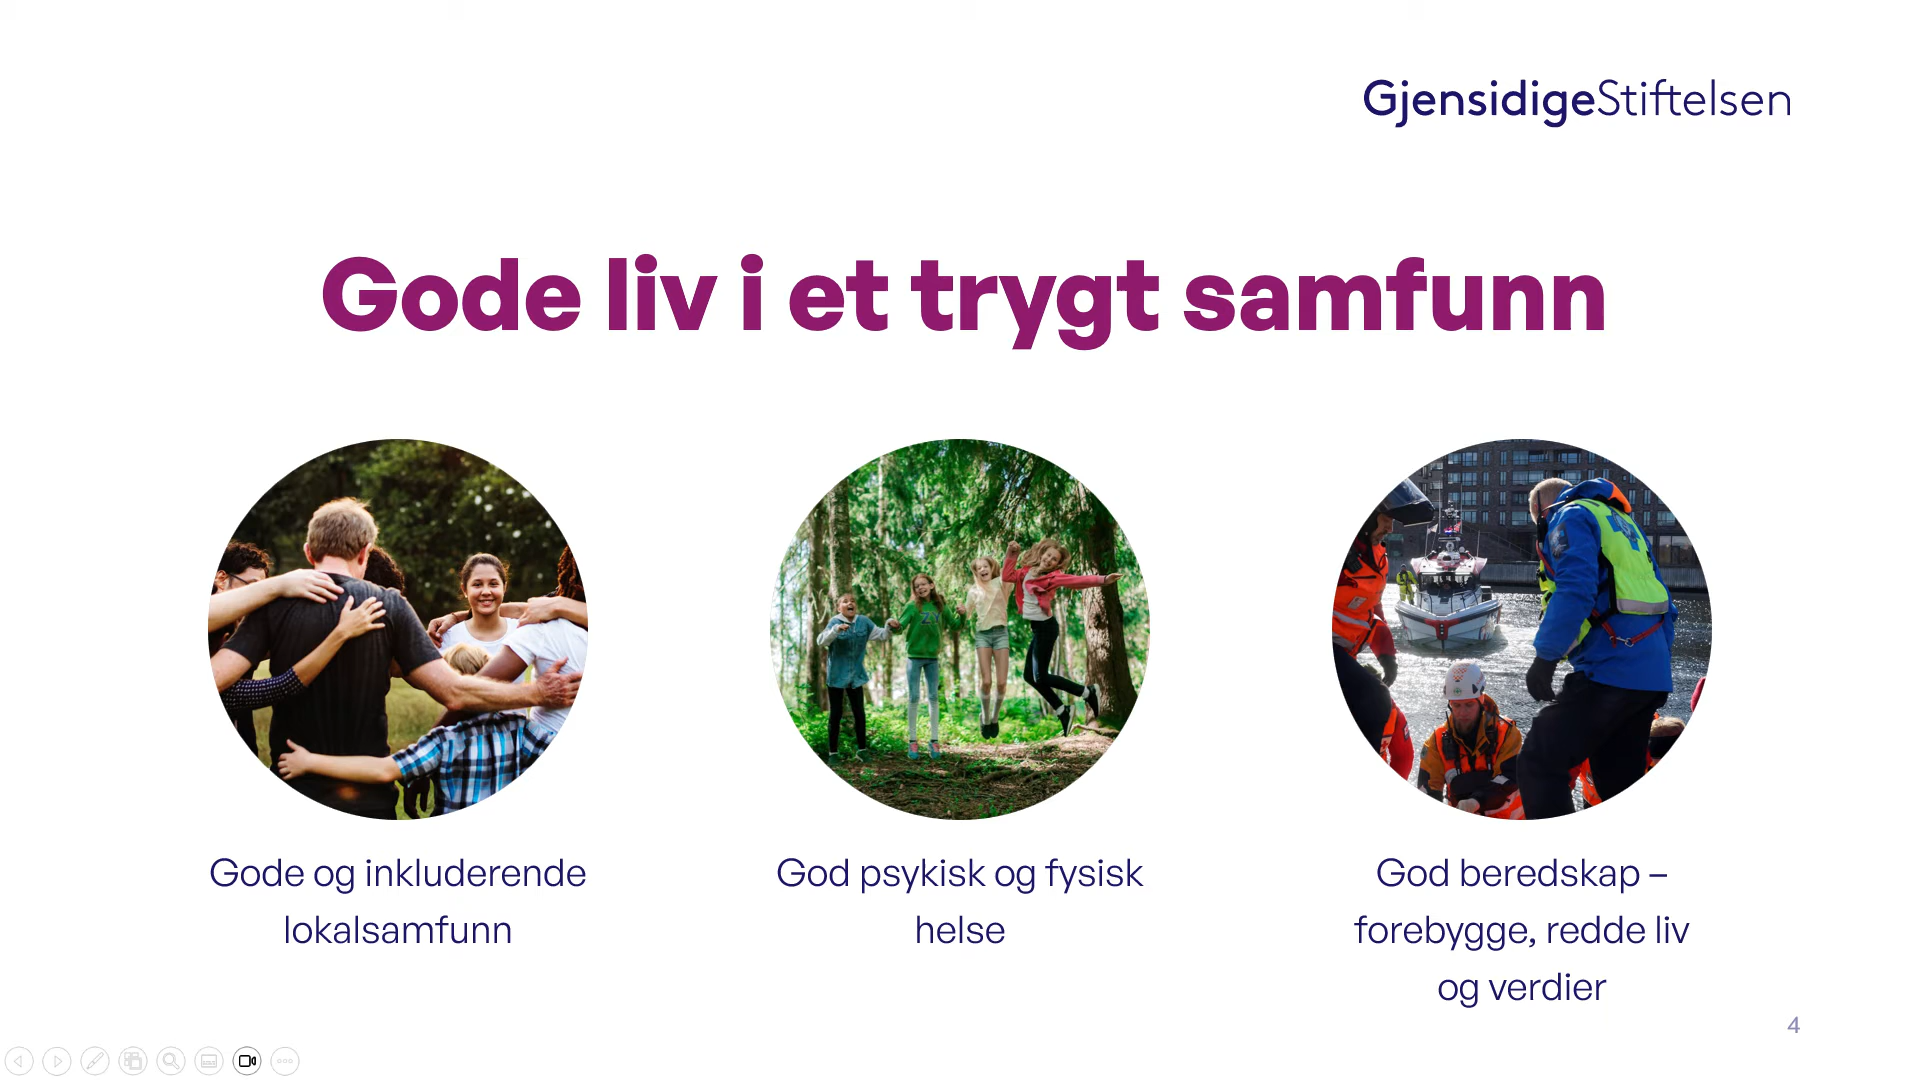 GjensidigeStiftelsen
Gode liv i et trygt samfunn
Gode og inkluderende
lokalsamfunn
God psykisk og fysisk
helse
God beredskap –
forebygge, redde liv
og verdier
4